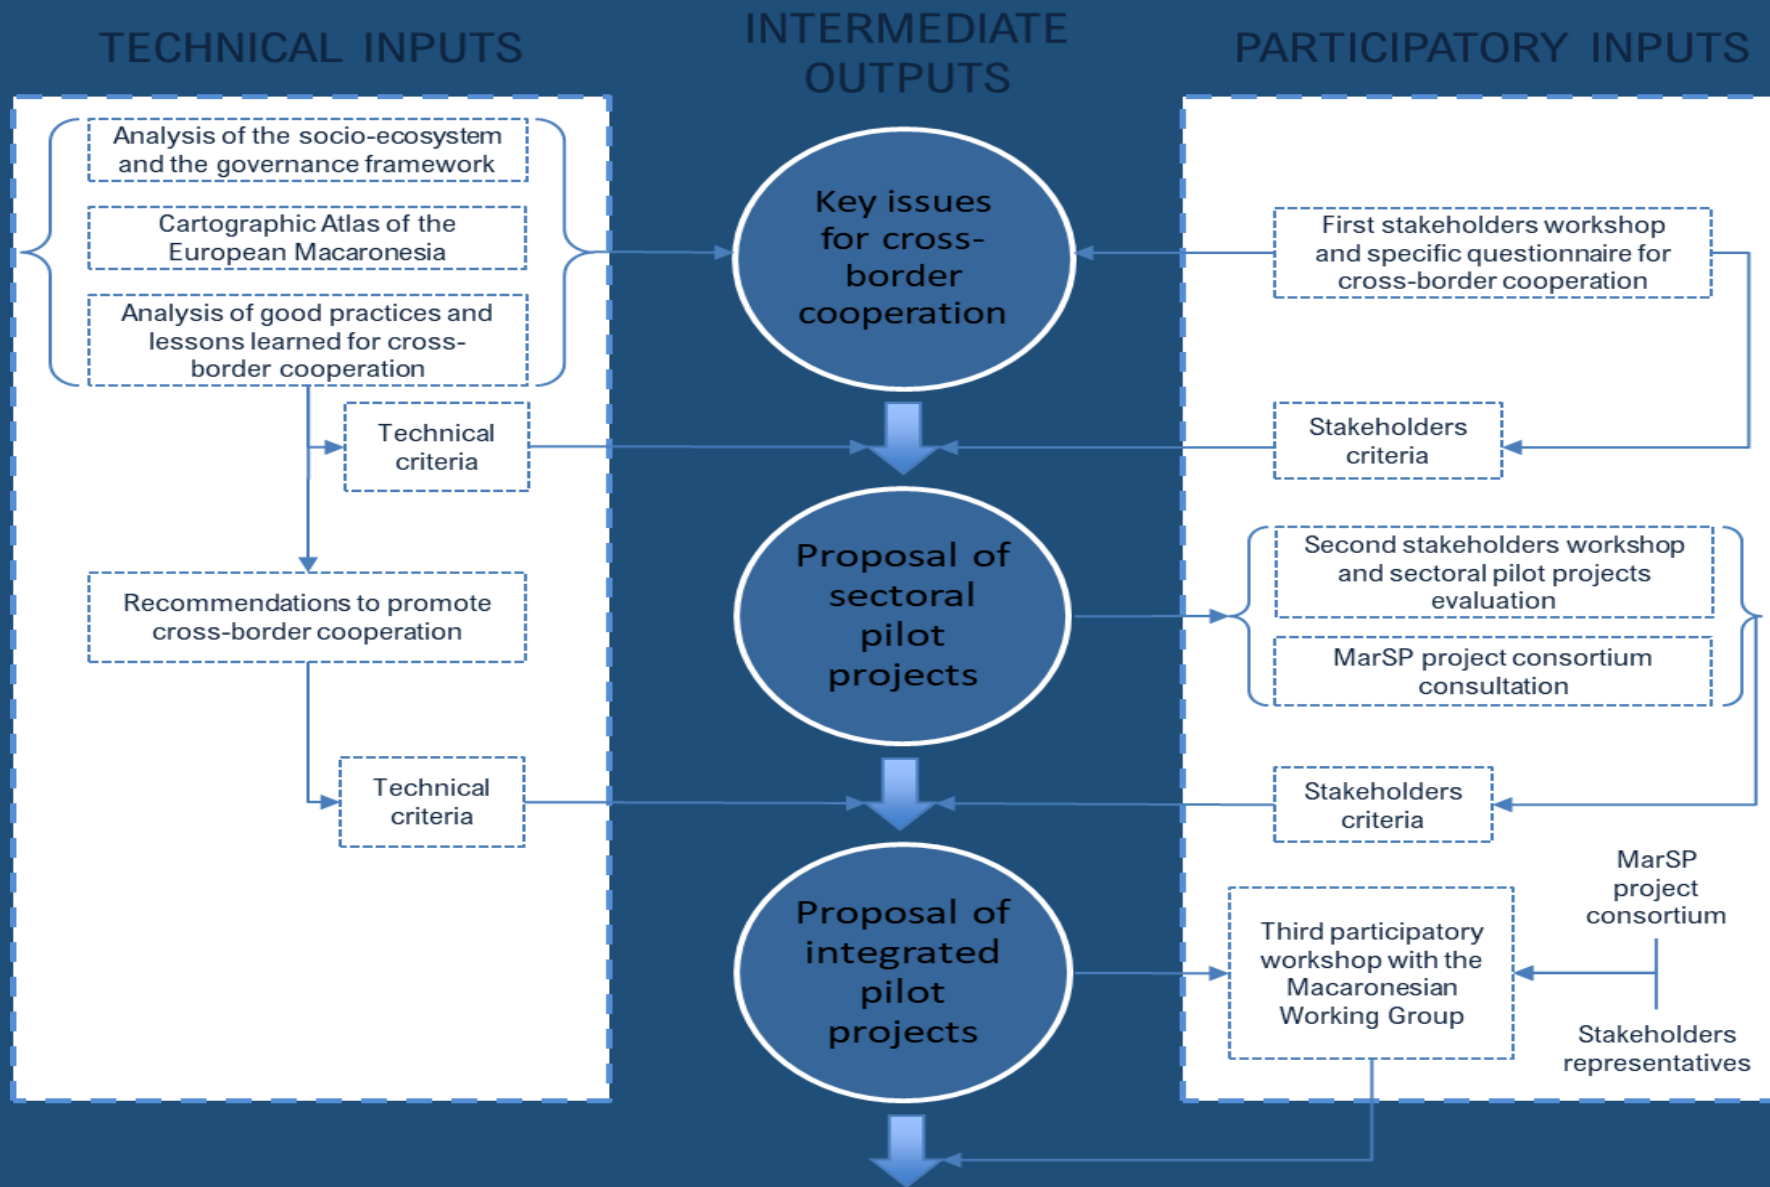 TECHNICAL INPUTS
INTERMEDIATE
OUTPUTS
PARTICIPATORY INPUTS
Analysis of the socio-ecosystem
and the governance framework
Cartographic Atlas of the
European Macaronesia
Analysis of good practices and
lessons learned for cross-
border cooperation
Technical
criteria
Recommendations to promote
cross-border cooperation
Technical
criteria
Key issues
for cross-
border
cooperation
Proposal of
sectoral
pilot
projects
Proposal of
integrated
pilot
projects
First stakeholders workshop
and specific questionnaire for
cross-border cooperation
Stakeholders
criteria
Second stakeholders workshop
and sectoral pilot projects
evaluation
MarSP project consortium
consultation
Stakeholders
criteria
Third participatory
workshop with the
Macaronesian
Working Group
MarSP
project
consortium
Stakeholders
representatives